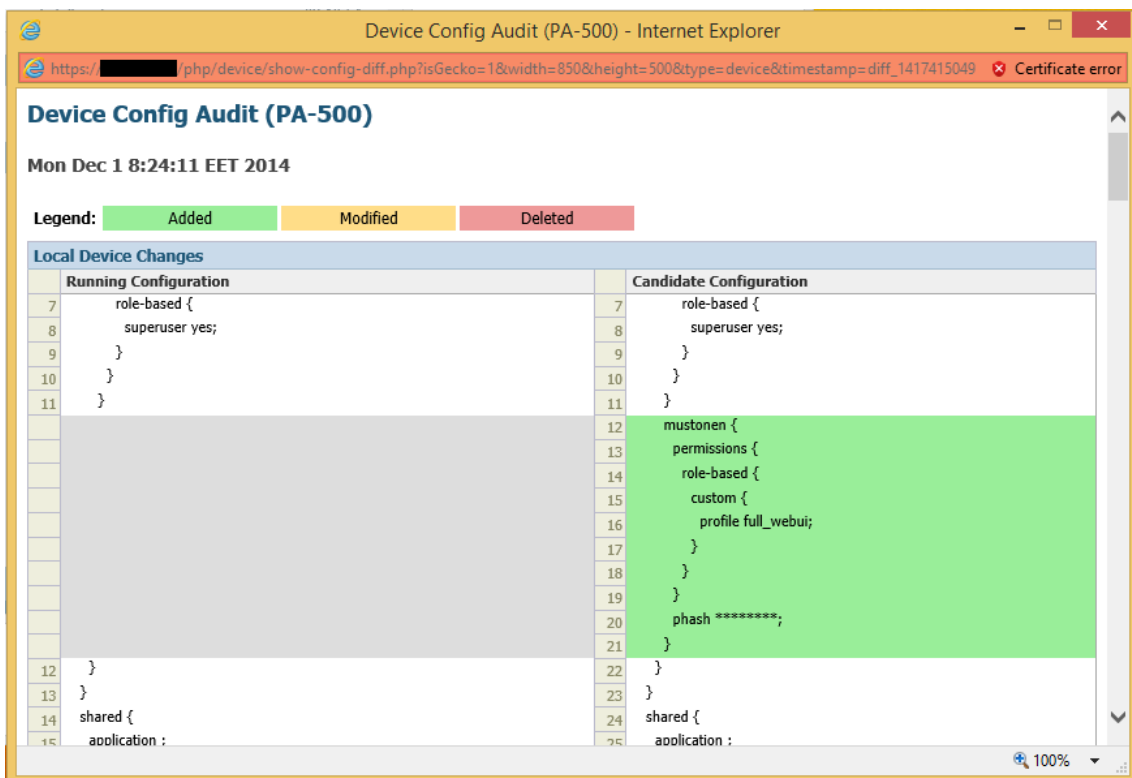 Device Config Audit (PA-500) - Internet Explorer
https:// /php/device/show-config-diff.php?isGecko=1&width=850&height=500&type=device&timestamp=diff_1417415049 Certificate error
Device Config Audit (PA-500)
Mon Dec 1 8:24:11 EET 2014
Legend: Added Modified Deleted
Local Device Changes
Running Configuration Candidate Configuration
7 role-based { 7 role-based {
8 superuser yes; 8 superuser yes;
9 } 9 }
10 } 10 }
11 } 11 }
12 mustonen {
13 permissions {
14 role-based {
15 custom {
16 profile full_webui;
17 }
18 }
19 }
20 phash ********;
21 }
12 } 22 }
13 } 23 }
14 shared { 24 shared {
15 application ; 25 application ;
100%